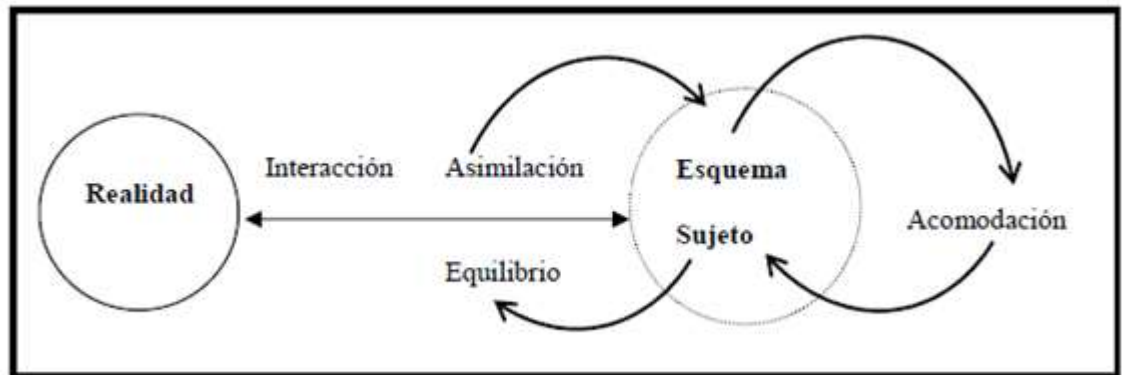 Realidad
Interacción
Asimilación
Equilibrio
Esquema
Sujeto
Acomodación